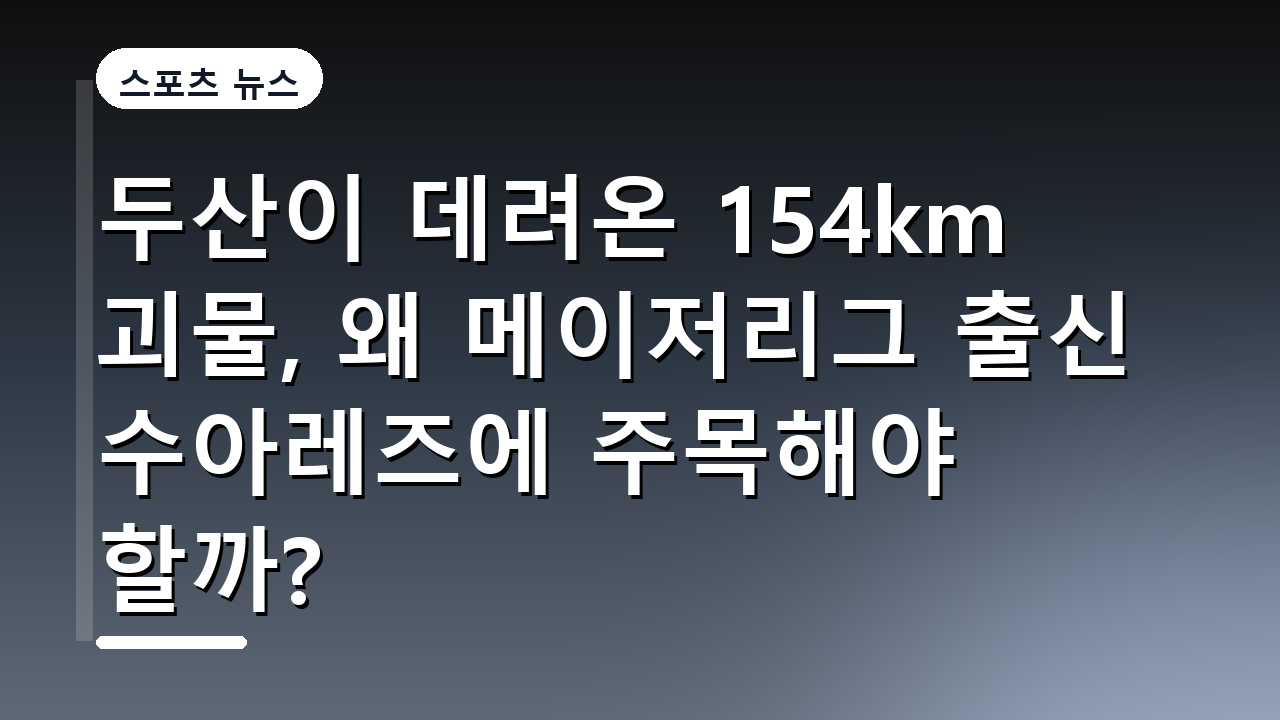 스포츠 뉴스
두산이 데려온 154km
괴물, 왜 메이저리그 출신
수아레즈에 주목해야
할까?